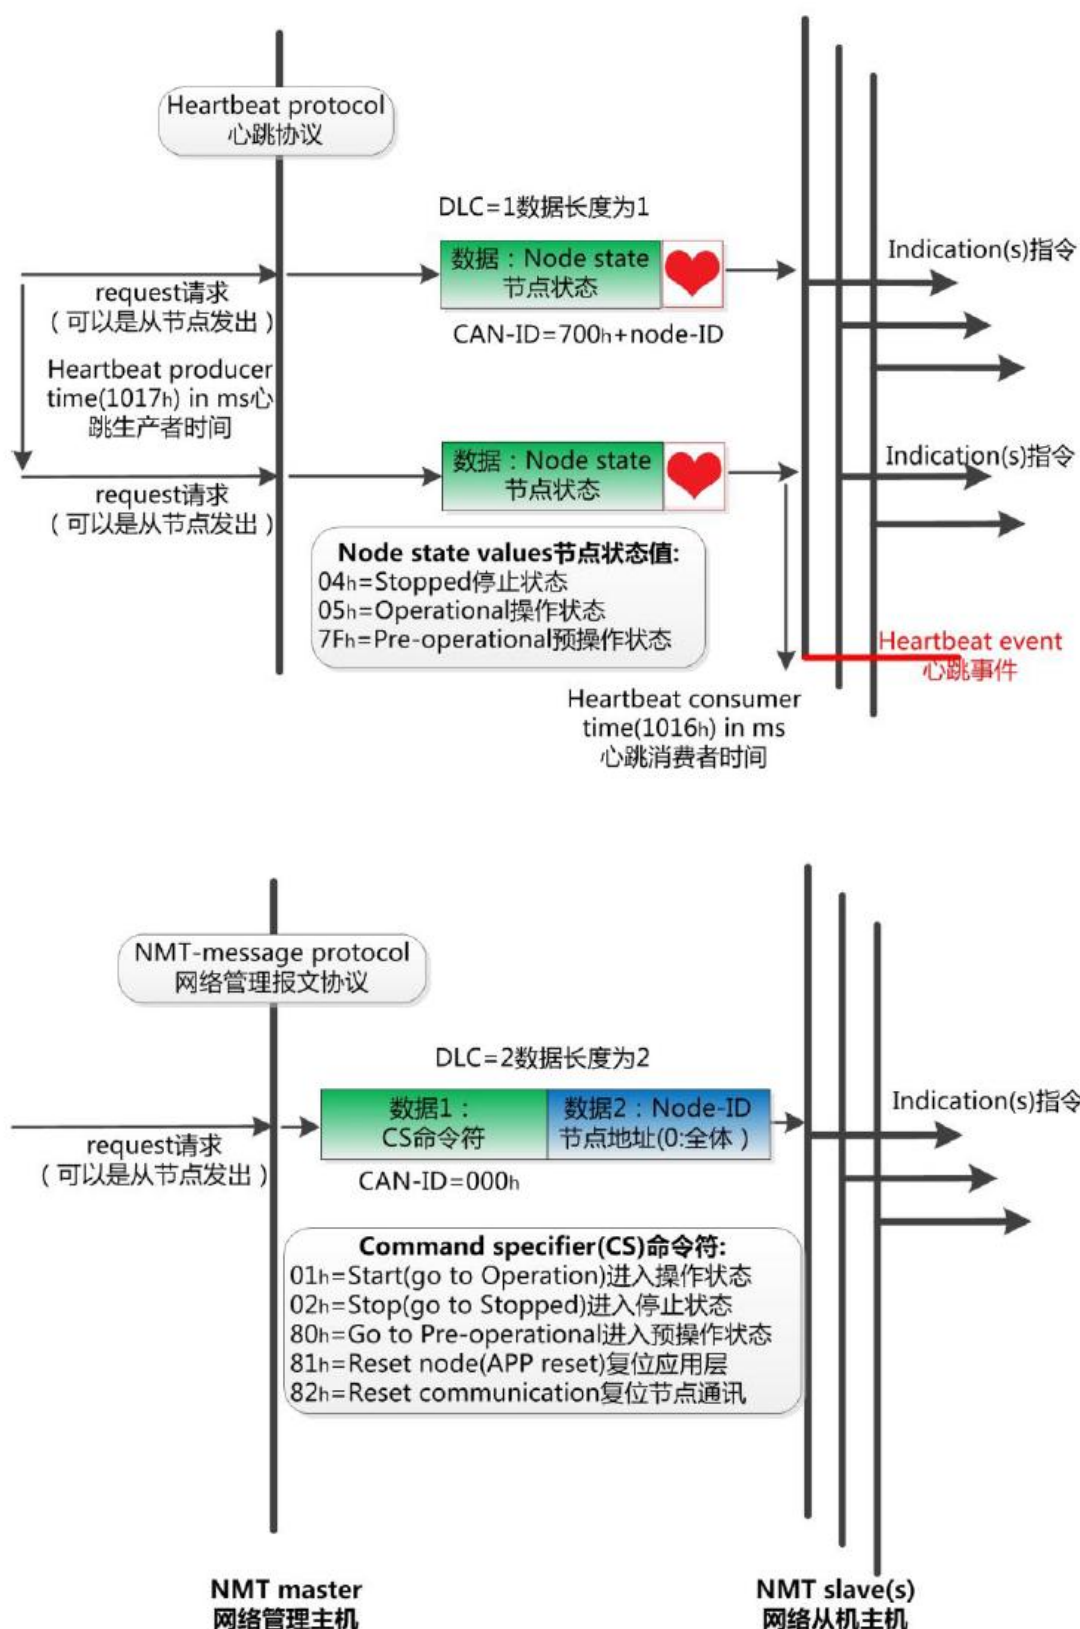 Heartbeat protocol
心跳协议
DLC=1数据长度为1
数据：Node state
节点状态
Indication(s)指令
request请求
（可以是从节点发出）
CAN-ID=700h+node-ID
Heartbeat producer
time(1017h) in ms心
跳生产者时间
数据：Node state
节点状态
Indication(s)指令
request请求
（可以是从节点发出）
Node state values节点状态值:
04h=Stopped停止状态
05h=Operational操作状态
7Fh=Pre-operational预操作状态
Heartbeat event
心跳事件
Heartbeat consumer
time(1016h) in ms
心跳消费者时间
NMT-message protocol
网络管理报文协议
DLC=2数据长度为2
数据1：
CS命令符
数据2：Node-ID
节点地址(0:全体）
Indication(s)指令
request请求
（可以是从节点发出）
CAN-ID=000h
Command specifier(CS)命令符:
01h=Start(go to Operation)进入操作状态
02h=Stop(go to Stopped)进入停止状态
80h=Go to Pre-operational进入预操作状态
81h=Reset node(APP reset)复位应用层
82h=Reset communication复位节点通讯
NMT master
网络管理主机
NMT slave(s)
网络从机主机